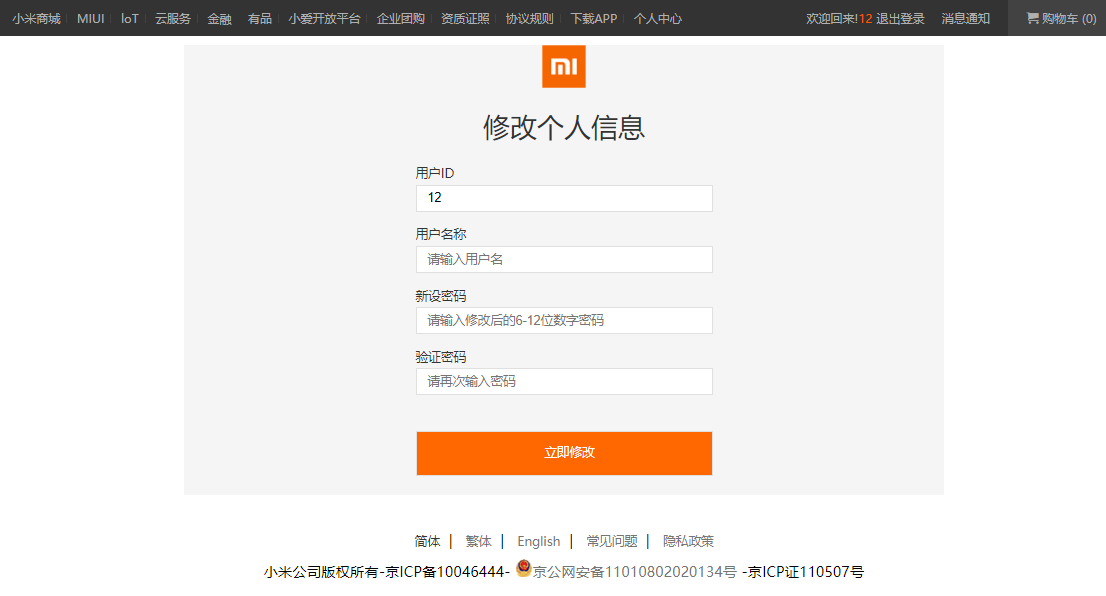 小米商城 MIUI IoT 云服务 金融 有品 小爱开放平台 企业团购 资质证照 协议规则 下载APP 个人中心 欢迎回来!12 退出登录 消息通知 购物车 (0)
mi
修改个人信息
用户ID
12
用户名称
请输入用户名
新设密码
请输入修改后的6-12位数字密码
验证密码
请再次输入密码
立即修改
简体 | 繁体 | English | 常见问题 | 隐私政策
小米公司版权所有-京ICP备10046444- 京公网安备11010802020134号 -京ICP证110507号